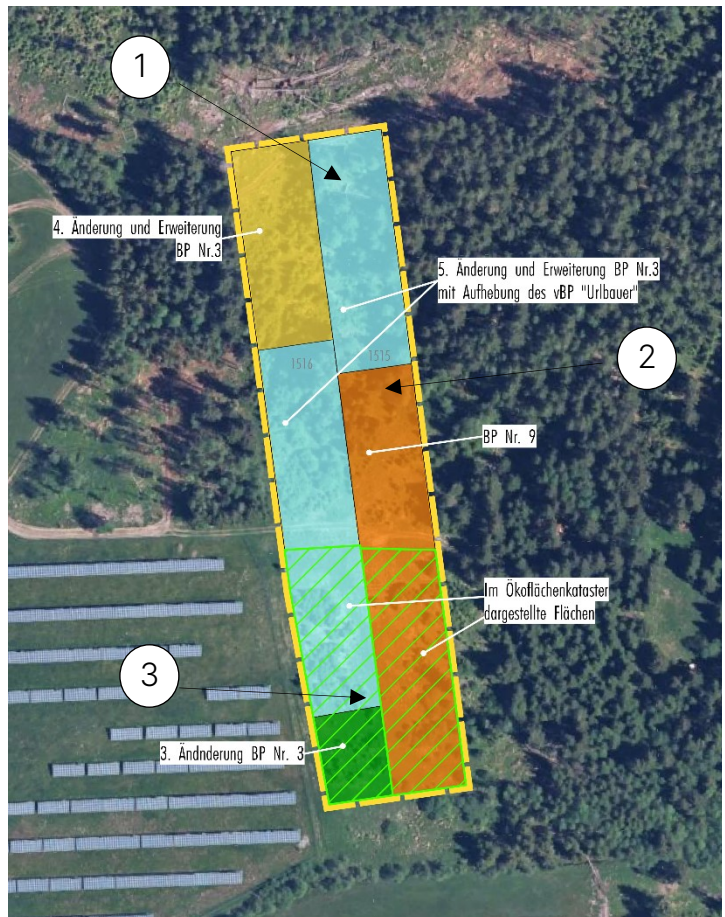 1
4. Änderung und Erweiterung
BP Nr.3
5. Änderung und Erweiterung BP Nr.3
mit Aufhebung des vBP "Urlbauer"
1516
1515
2
BP Nr. 9
Im Ökoflächenkataster
dargestellte Flächen
3
3. Ändnderung BP Nr. 3